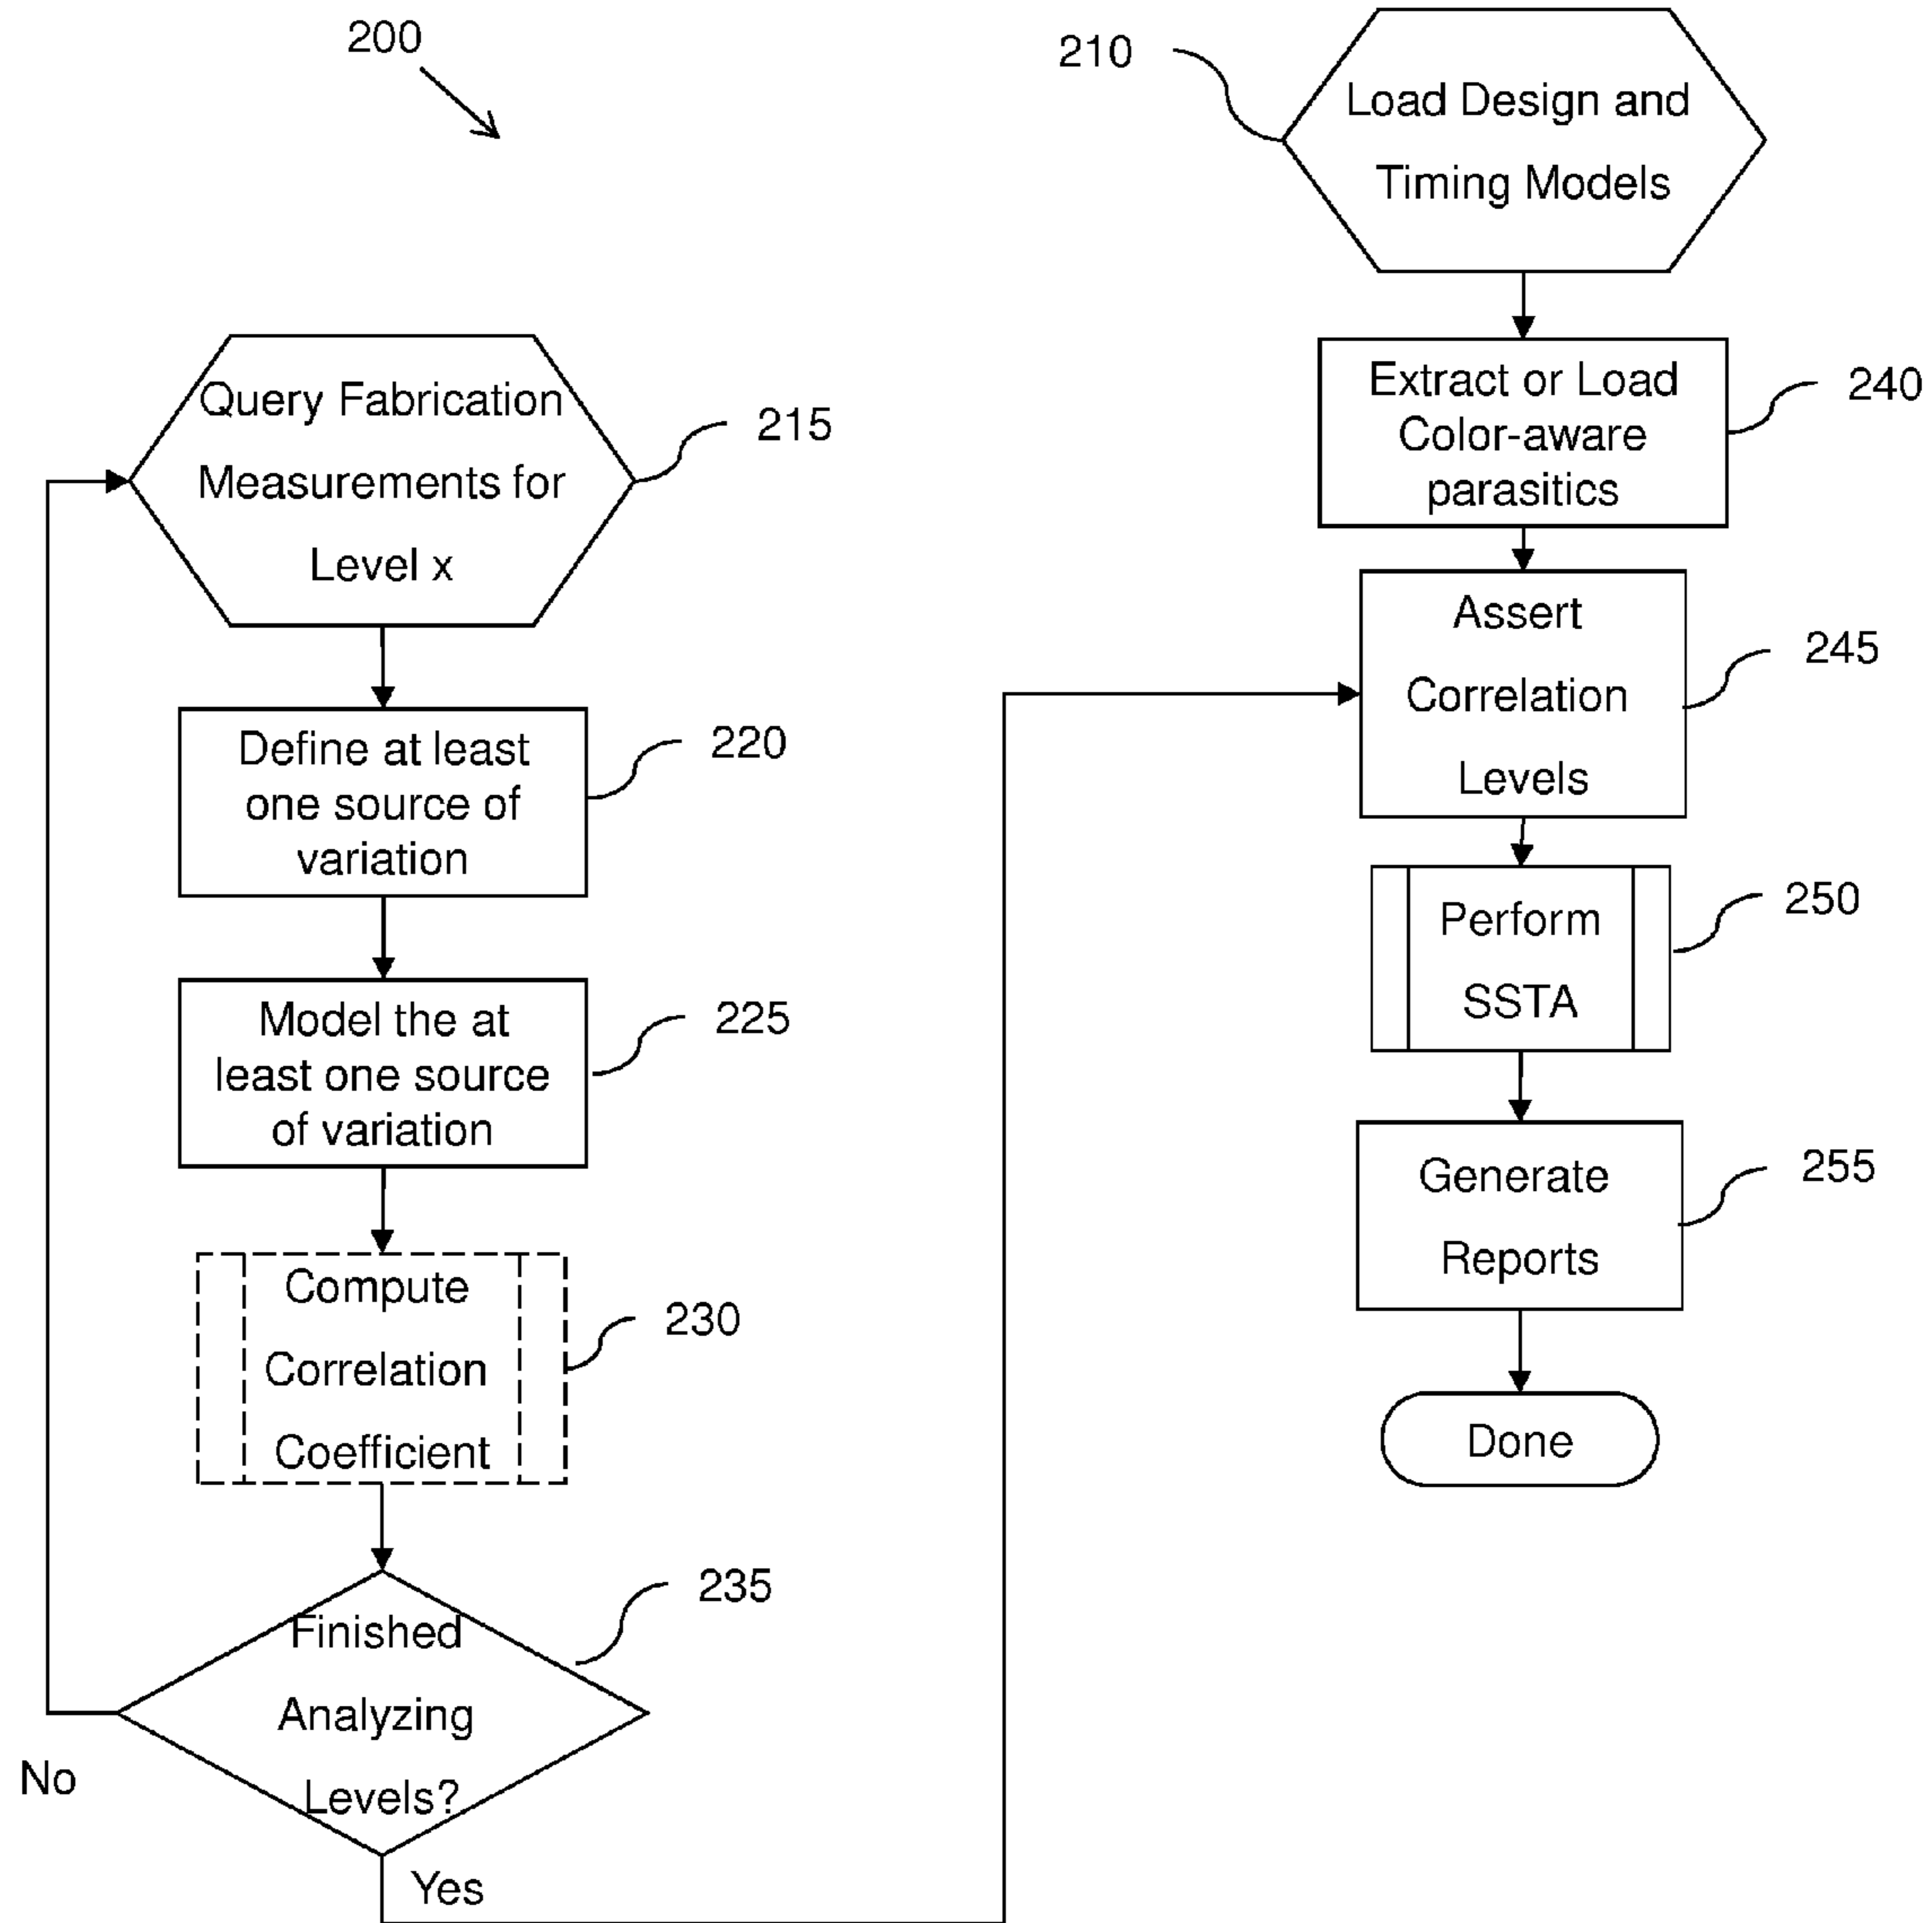 200
Query Fabrication
Measurements for
Level x
215
Define at least
one source of
variation
220
Model the at
least one source
of variation
225
Compute
Correlation
Coefficient
230
Finished
Analyzing
Levels?
235
No
Yes
210
Load Design and
Timing Models
Extract or Load
Color-aware
parasitics
240
Assert
Correlation
Levels
245
Perform
SSTA
250
Generate
Reports
255
Done